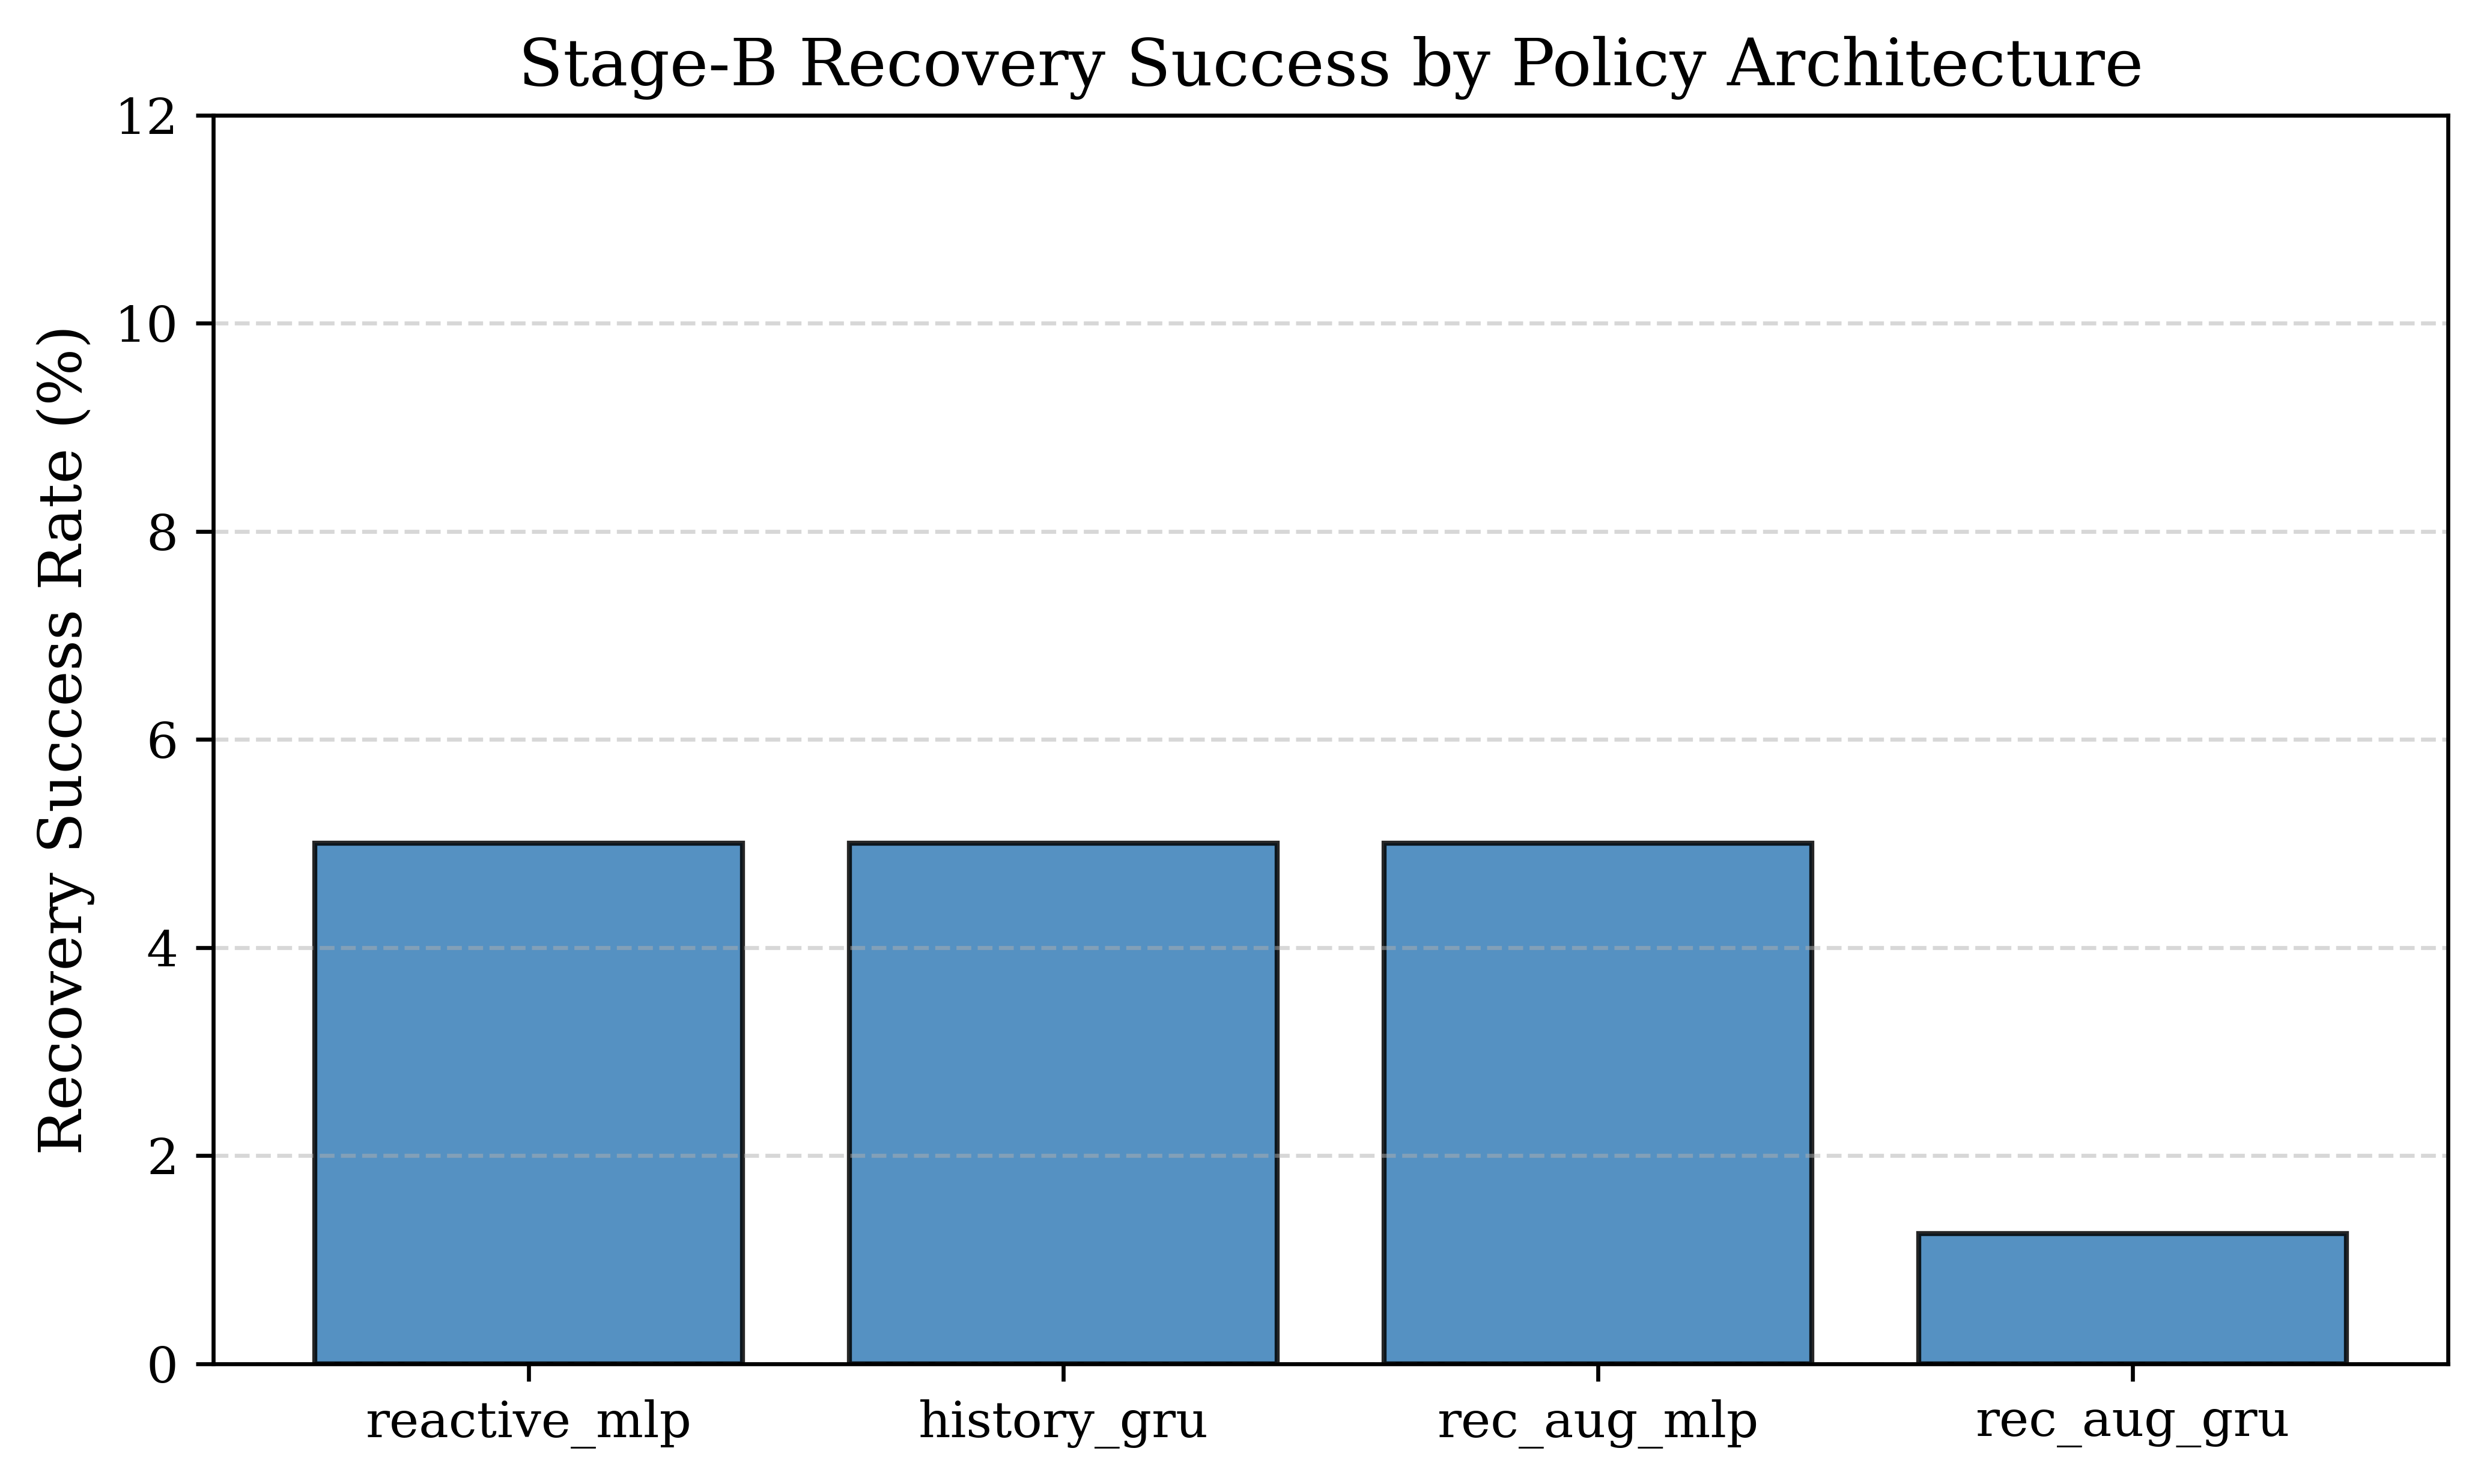 Stage-B Recovery Success by Policy Architecture
Recovery Success Rate (%)
12
10
8
6
4
2
0
reactive_mlp
history_gru
rec_aug_mlp
rec_aug_gru